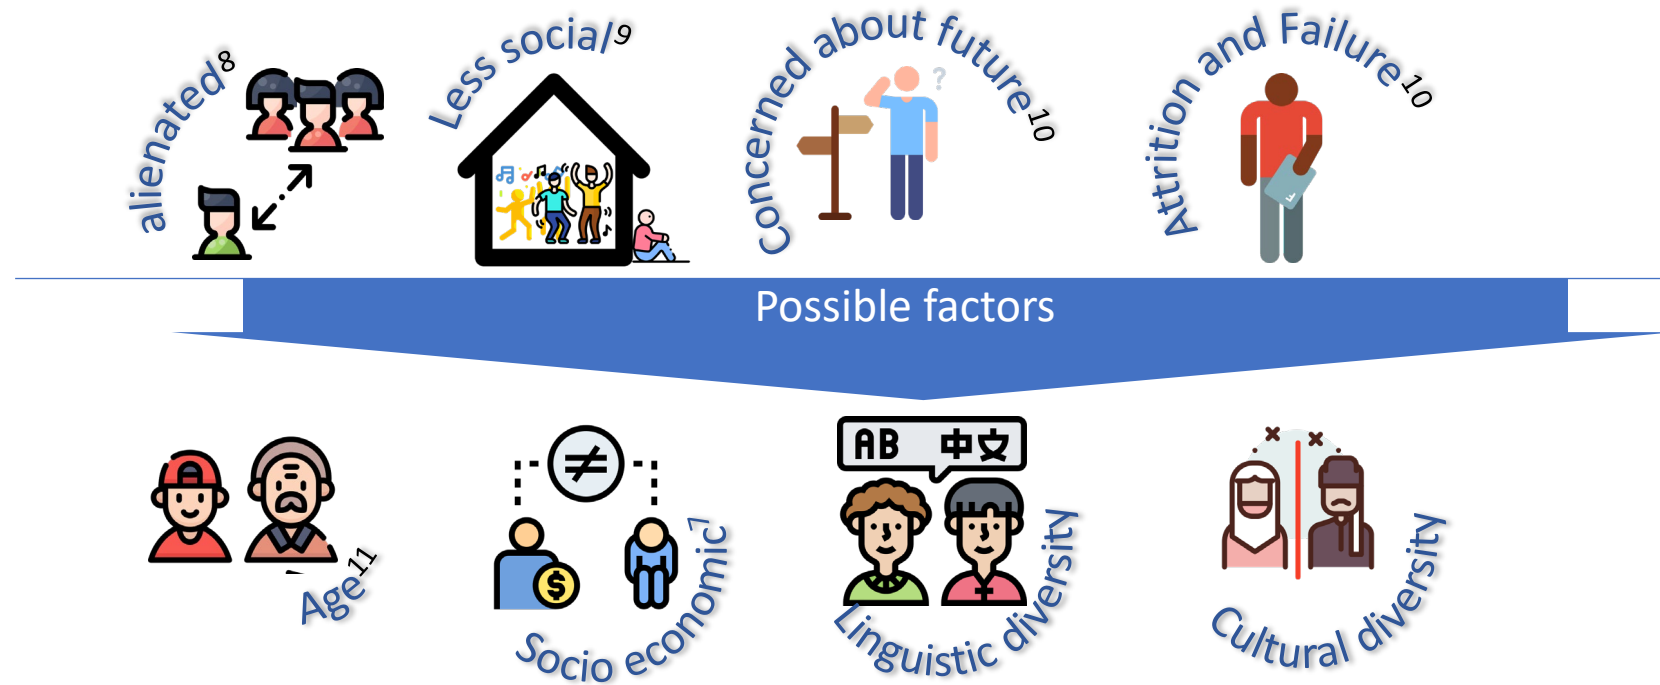 alienated8
Less social9
Concerned about future10
Attrition and Failure10
?
F
Possible factors
≠
$
AB 中文
Age11
Socio economic7
Linguistic diversity
Cultural diversity